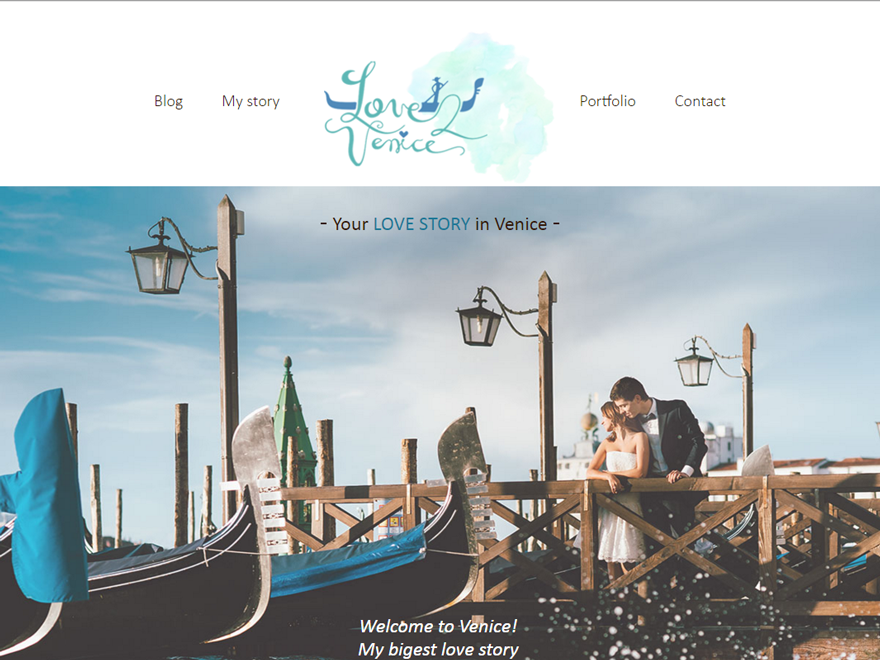 Blog
My story
Love 2
Venice
Portfolio
Contact
- Your LOVE STORY in Venice -
Welcome to Venice!
My bigest love story